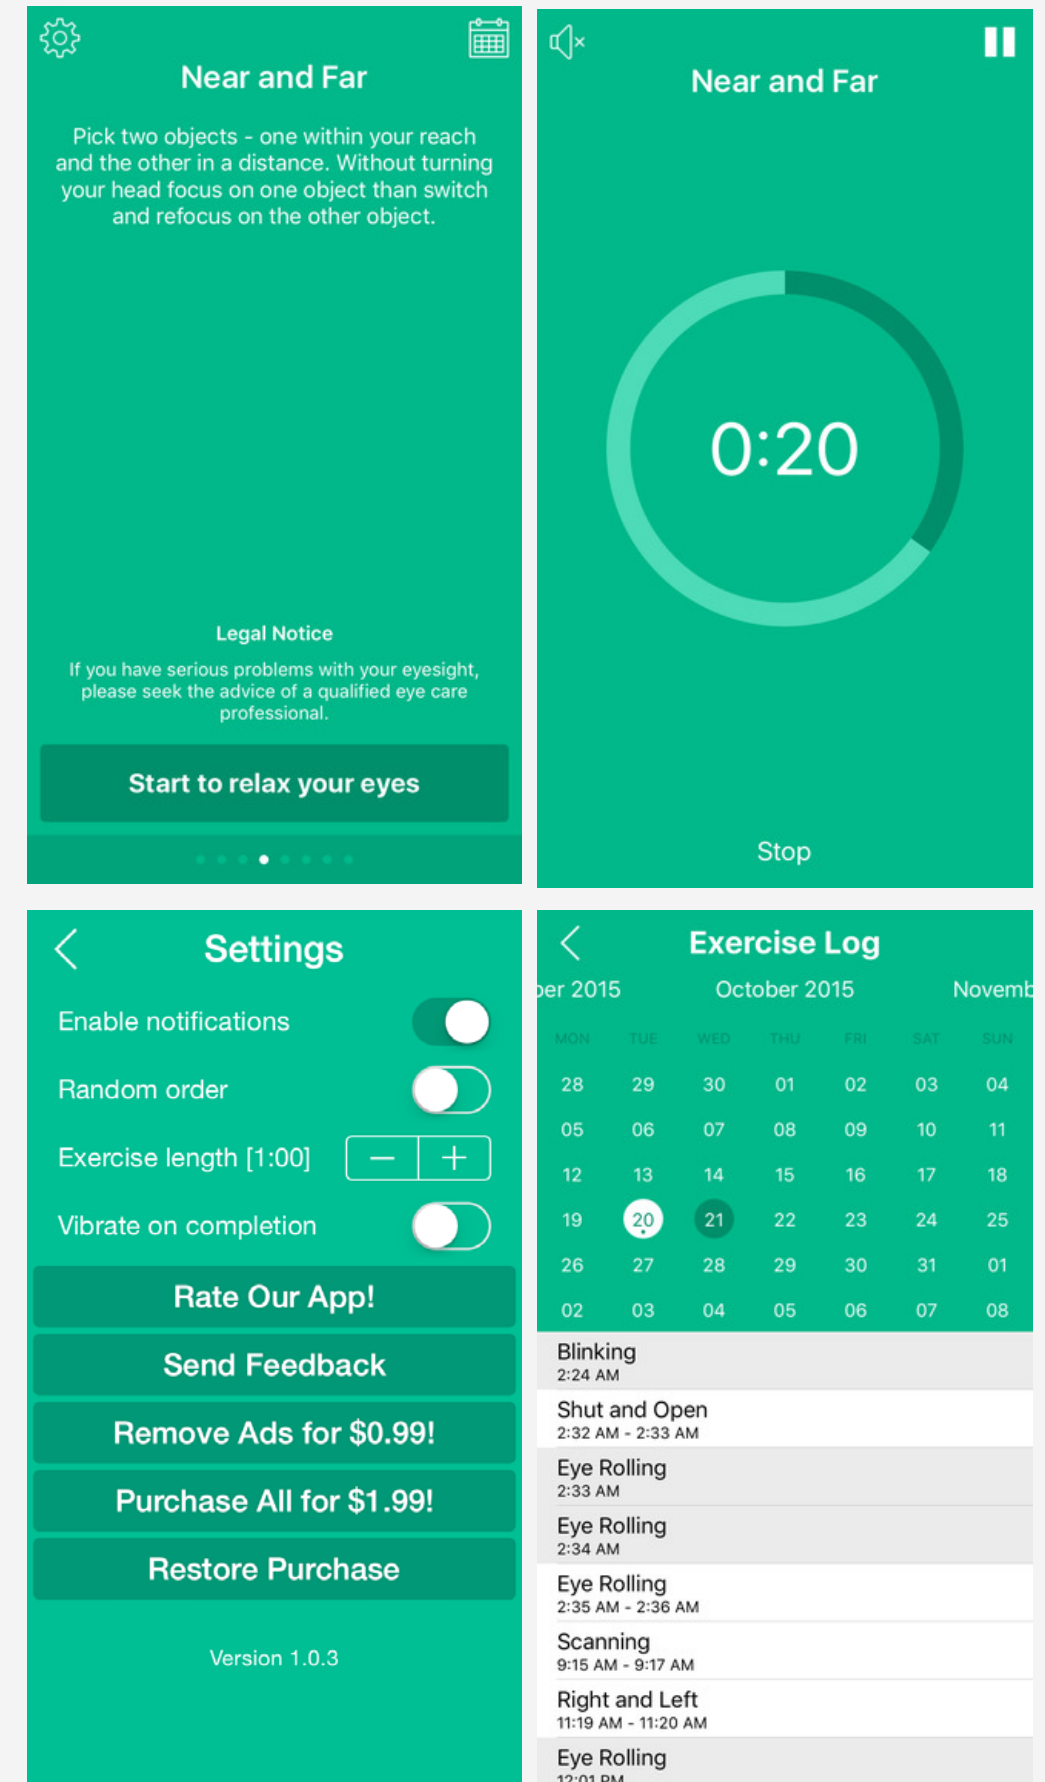 Near and Far
Pick two objects - one within your reach
and the other in a distance. Without turning
your head focus on one object than switch
and refocus on the other object.
Legal Notice
If you have serious problems with your eyesight,
please seek the advice of a qualified eye care
professional.
Start to relax your eyes
Near and Far
0:20
Stop
Settings
Enable notifications
Random order
Exercise length [1:00]
Vibrate on completion
Rate Our App!
Send Feedback
Remove Ads for $0.99!
Purchase All for $1.99!
Restore Purchase
Version 1.0.3
Exercise Log
ber 2015 October 2015 Novemb
MON TUE WED THU FRI SAT SUN
28 29 30 01 02 03 04
05 06 07 08 09 10 11
12 13 14 15 16 17 18
19 20 21 22 23 24 25
26 27 28 29 30 31 01
02 03 04 05 06 07 08
Blinking
2:24 AM
Shut and Open
2:32 AM - 2:33 AM
Eye Rolling
2:33 AM
Eye Rolling
2:34 AM
Eye Rolling
2:35 AM - 2:36 AM
Scanning
9:15 AM - 9:17 AM
Right and Left
11:19 AM - 11:20 AM
Eye Rolling
12:01 PM